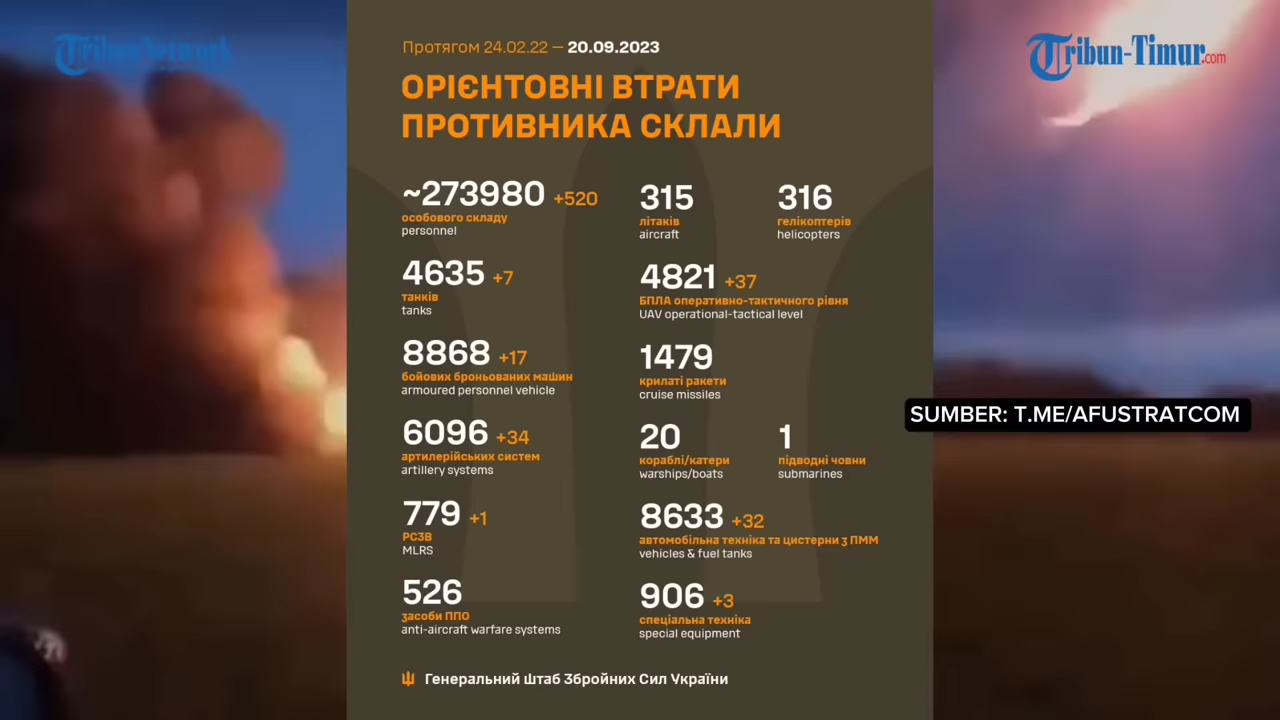 Tribun Network
Tribun-Timur.com
Протягом 24.02.22 — 20.09.2023
ОРІЄНТОВНІ ВТРАТИ
ПРОТИВНИКА СКЛАЛИ
~273980 +520
особового складу
personnel
315
літаків
aircraft
316
гелікоптерів
helicopters
4635 +7
танків
tanks
4821 +37
БПЛА оперативно-тактичного рівня
UAV operational-tactical level
8868 +17
бойових броньованих машин
armoured personnel vehicle
1479
крилаті ракети
cruise missiles
SUMBER: T.ME/AFUSTRATCOM
6096 +34
артилерійських систем
artillery systems
20
кораблі/катери
warships/boats
1
підводні човни
submarines
779 +1
РСЗВ
MLRS
8633 +32
автомобільна техніка та цистерни з ПММ
vehicles & fuel tanks
526
засоби ППО
anti-aircraft warfare systems
906 +3
спеціальна техніка
special equipment
Генеральний штаб Збройних Сил України